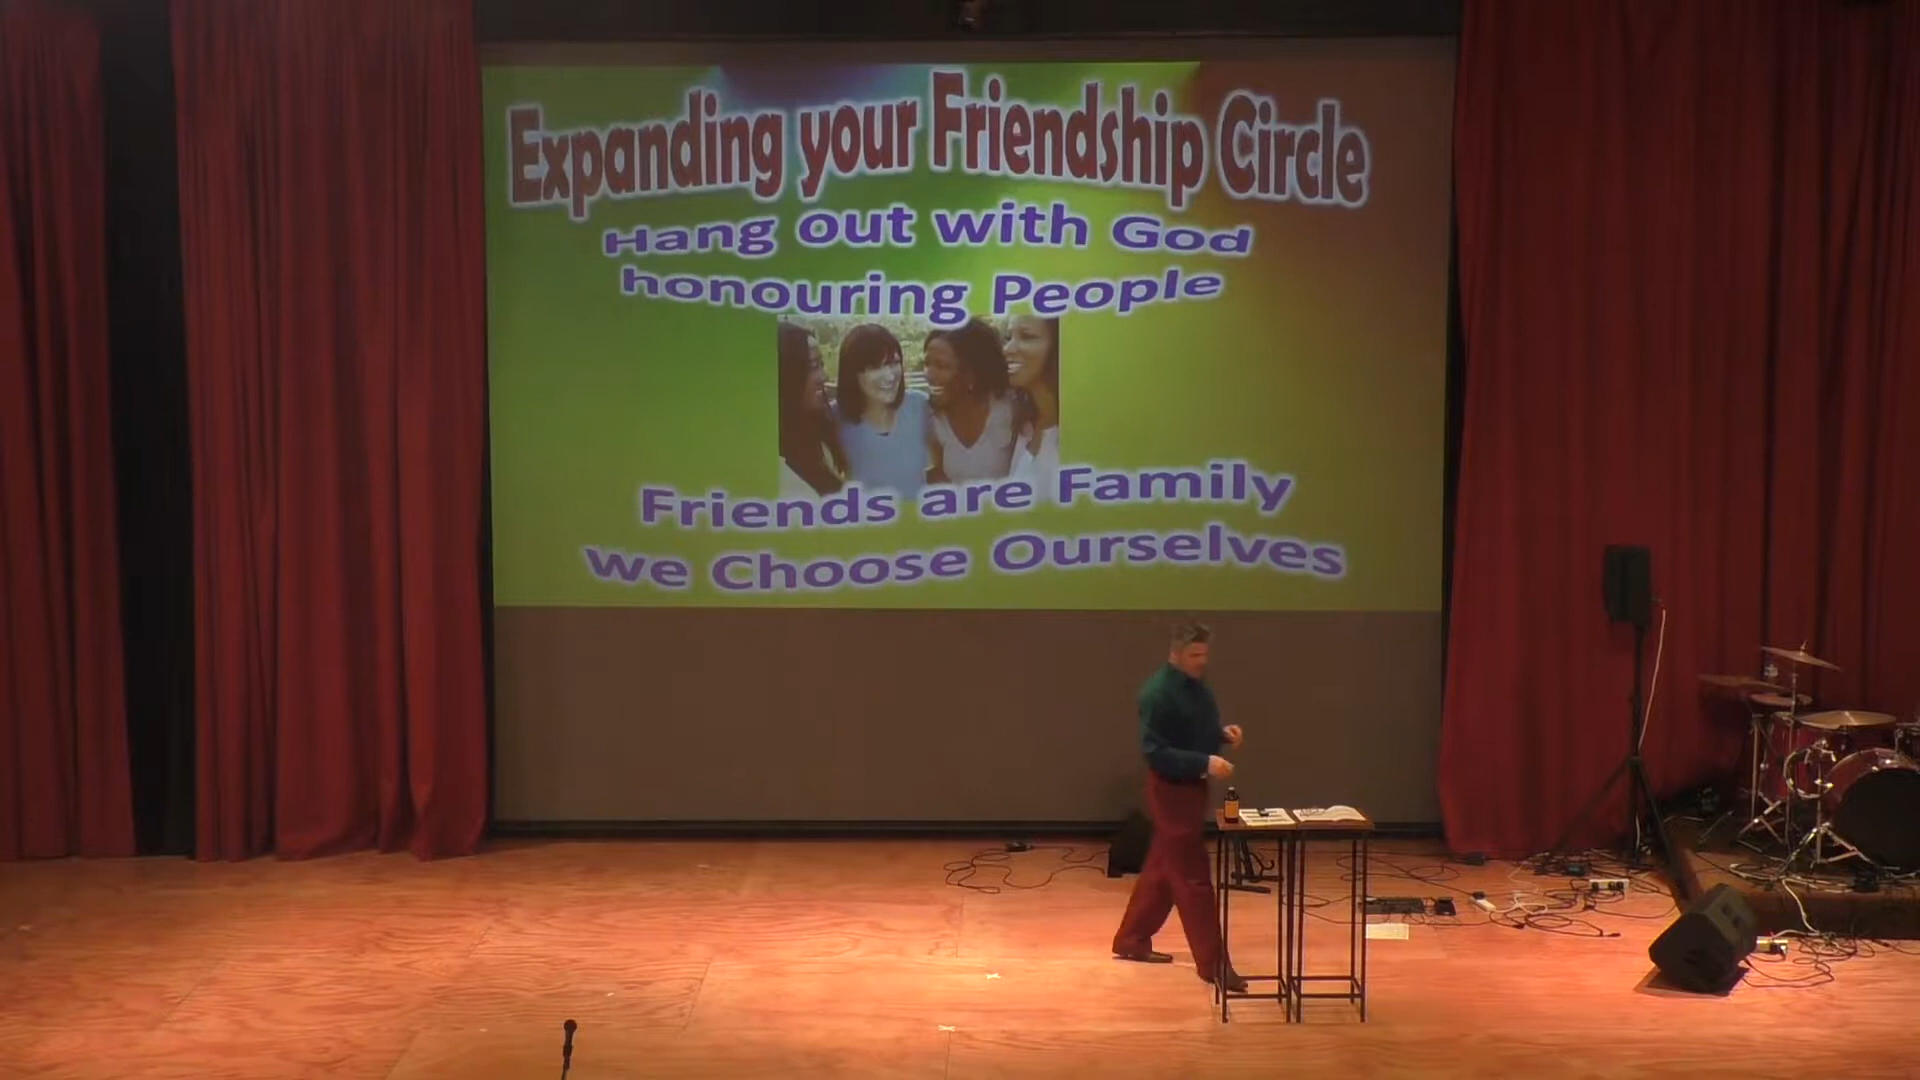 Expanding your Friendship Circle
Hang out with God
honouring People
Friends are Family
we Choose Ourselves